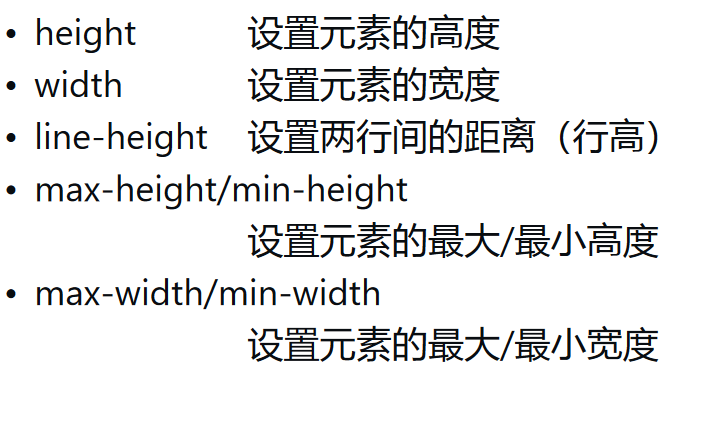 • height 设置元素的高度
• width 设置元素的宽度
• line-height 设置两行间的距离（行高）
• max-height/min-height
设置元素的最大/最小高度
• max-width/min-width
设置元素的最大/最小宽度